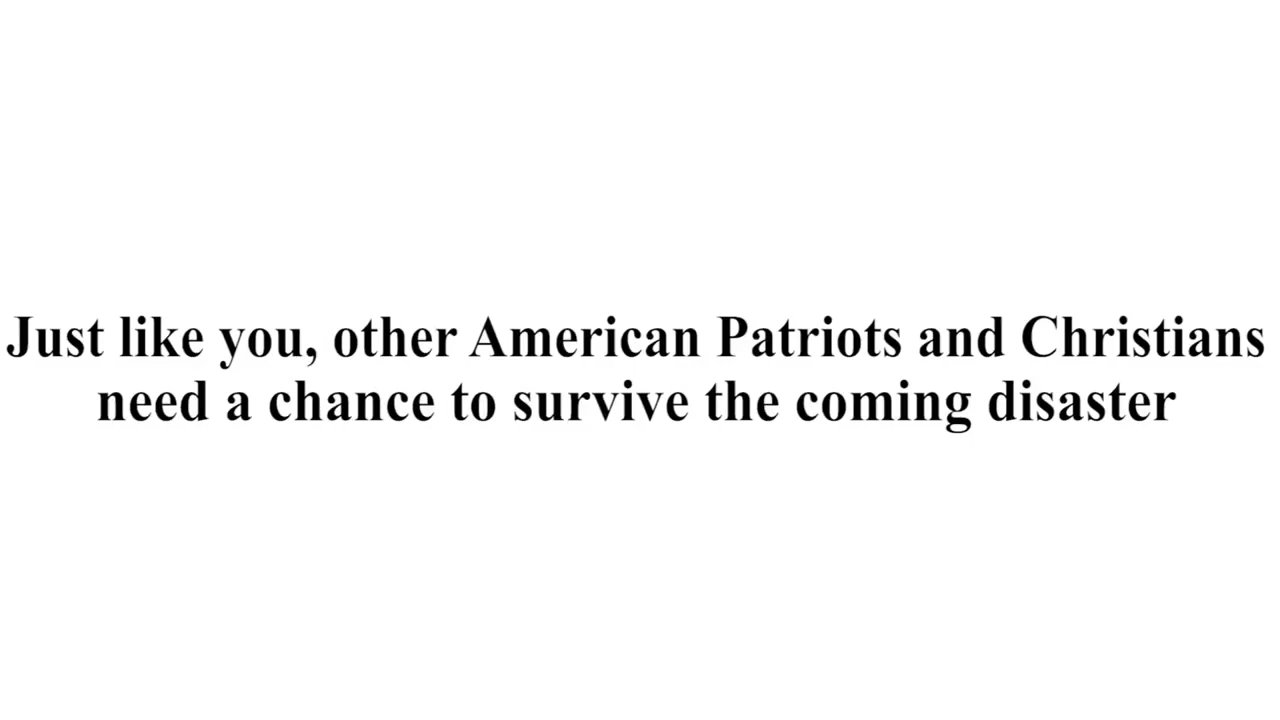 Just like you, other American Patriots and Christians
need a chance to survive the coming disaster